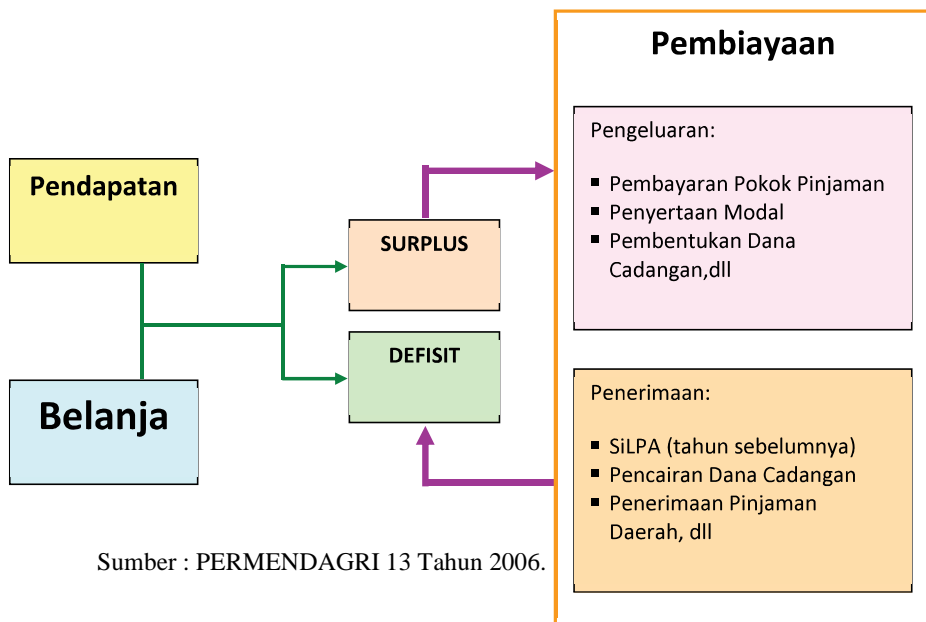 Pembiayaan
Pengeluaran:
▪ Pembayaran Pokok Pinjaman
▪ Penyertaan Modal
▪ Pembentukan Dana
Cadangan,dll
Pendapatan
SURPLUS
DEFISIT
Belanja
Penerimaan:
▪ SiLPA (tahun sebelumnya)
▪ Pencairan Dana Cadangan
▪ Penerimaan Pinjaman
Daerah, dll
Sumber : PERMENDAGRI 13 Tahun 2006.